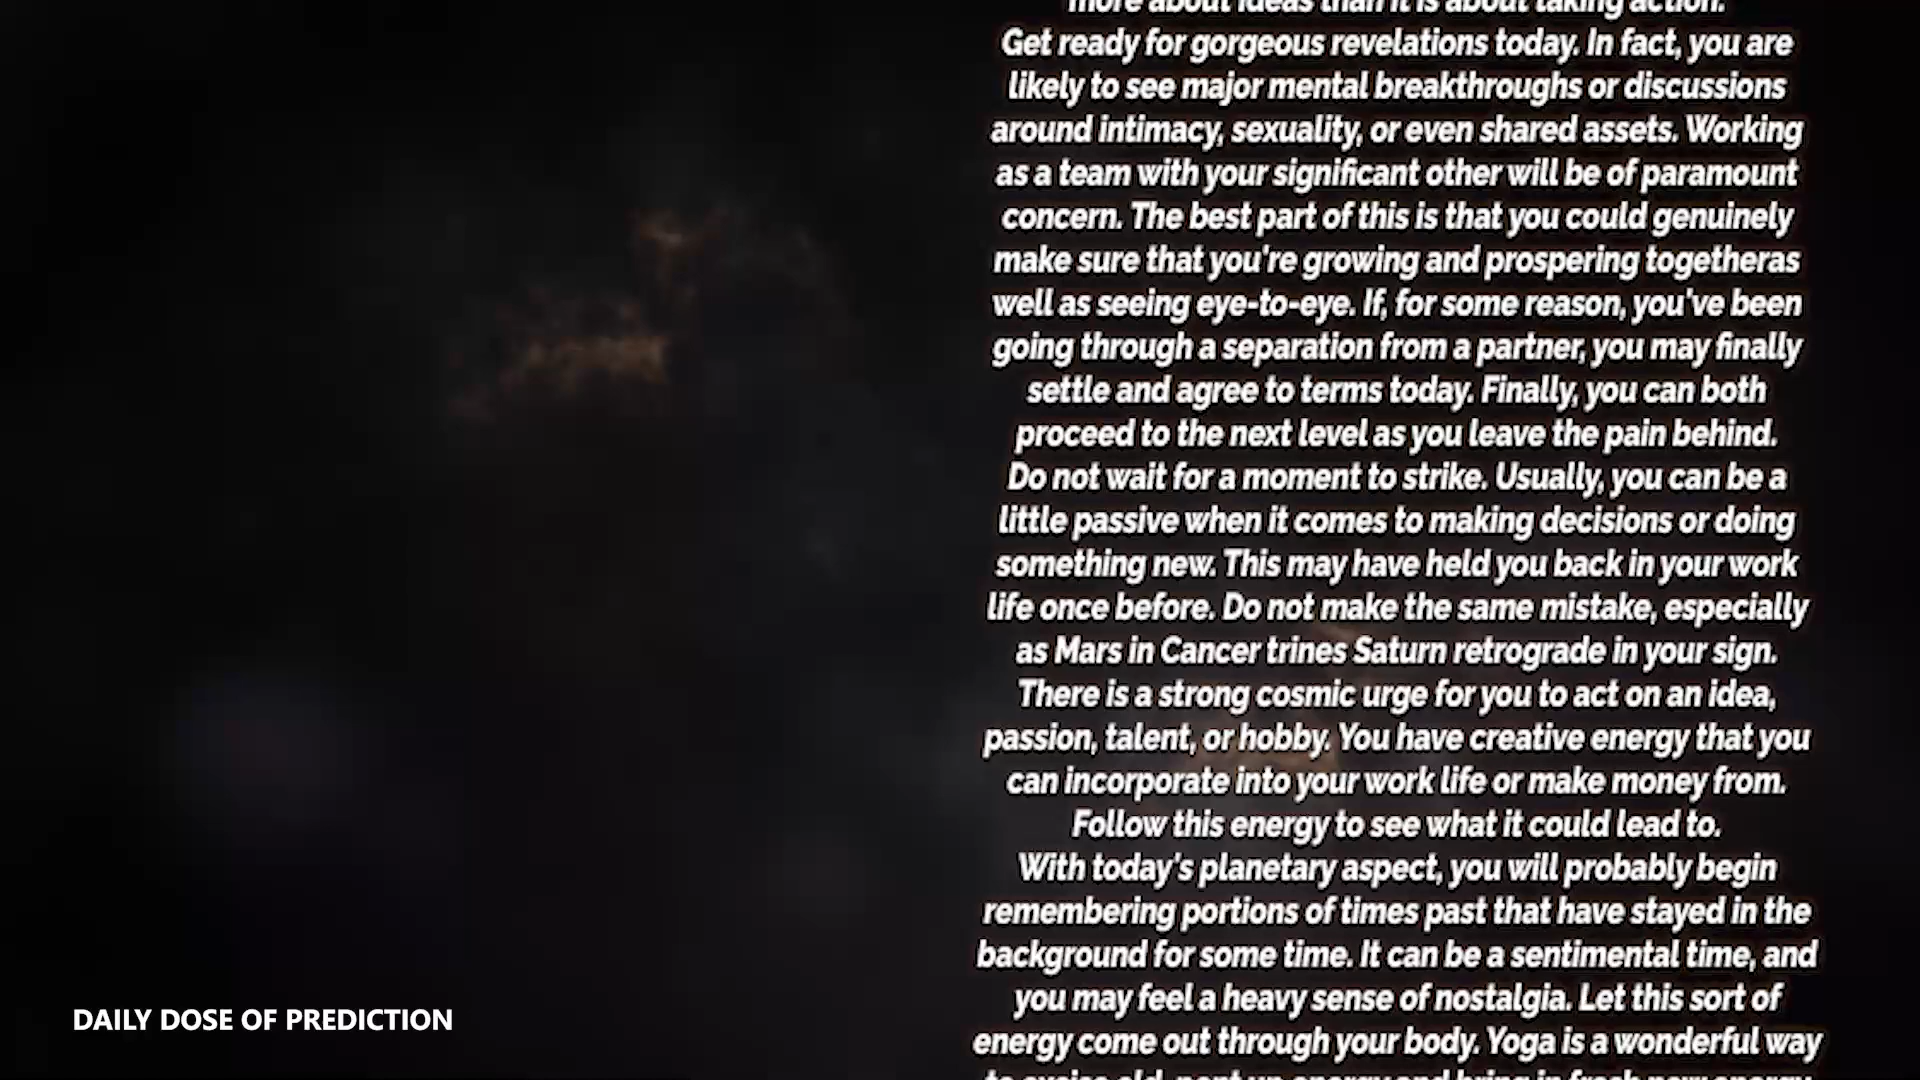 more about ideas than it is about taking action.
Get ready for gorgeous revelations today. In fact, you are
likely to see major mental breakthroughs or discussions
around intimacy, sexuality, or even shared assets. Working
as a team with your significant other will be of paramount
concern. The best part of this is that you could genuinely
make sure that you're growing and prospering togetheras
well as seeing eye-to-eye. If, for some reason, you've been
going through a separation from a partner, you may finally
settle and agree to terms today. Finally, you can both
proceed to the next level as you leave the pain behind.
Do not wait for a moment to strike. Usually, you can be a
little passive when it comes to making decisions or doing
something new. This may have held you back in your work
life once before. Do not make the same mistake, especially
as Mars in Cancer trines Saturn retrograde in your sign.
There is a strong cosmic urge for you to act on an idea,
passion, talent, or hobby. You have creative energy that you
can incorporate into your work life or make money from.
Follow this energy to see what it could lead to.
With today's planetary aspect, you will probably begin
remembering portions of times past that have stayed in the
background for some time. It can be a sentimental time, and
you may feel a heavy sense of nostalgia. Let this sort of
energy come out through your body. Yoga is a wonderful way
DAILY DOSE OF PREDICTION